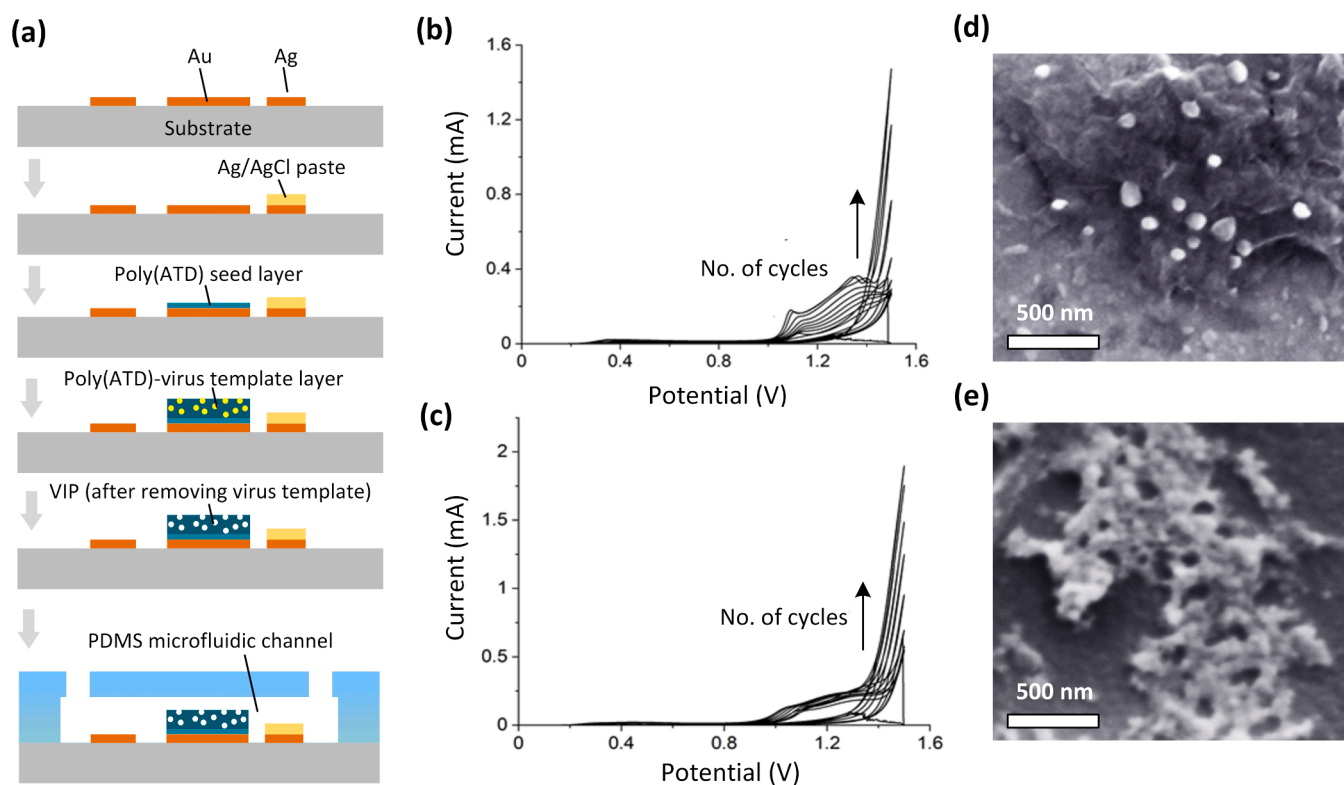 (a)
Au
Ag
Substrate
Ag/AgCl paste
Poly(ATD) seed layer
Poly(ATD)-virus template layer
VIP (after removing virus template)
PDMS microfluidic channel
(b)
Current (mA)
1.6
1.2
0.8
0.4
0
No. of cycles
0
0.4
0.8
1.2
1.6
Potential (V)
(c)
Current (mA)
2
1.5
1
0.5
0
No. of cycles
0
0.4
0.8
1.2
1.6
Potential (V)
(d)
500 nm
(e)
500 nm